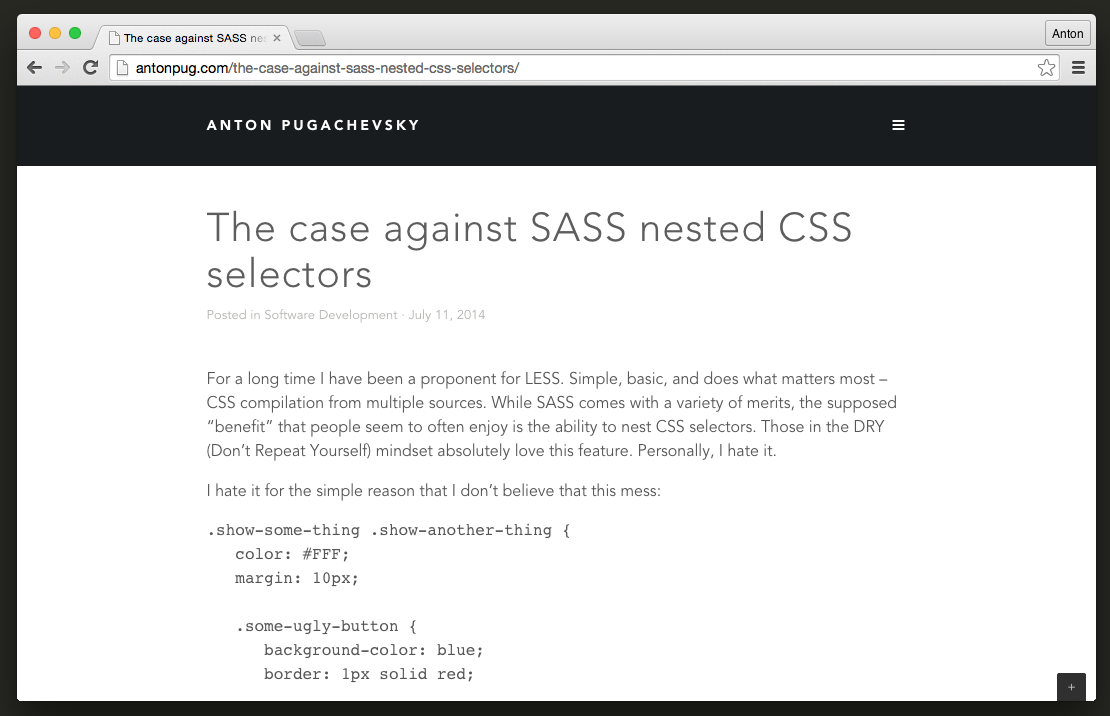 The case against SASS nes
Anton
antonpug.com/the-case-against-sass-nested-css-selectors/
ANTON PUGACHEVSKY
The case against SASS nested CSS
selectors
Posted in Software Development · July 11, 2014
For a long time I have been a proponent for LESS. Simple, basic, and does what matters most –
CSS compilation from multiple sources. While SASS comes with a variety of merits, the supposed
“benefit” that people seem to often enjoy is the ability to nest CSS selectors. Those in the DRY
(Don’t Repeat Yourself) mindset absolutely love this feature. Personally, I hate it.
I hate it for the simple reason that I don’t believe that this mess:
.show-some-thing .show-another-thing {
color: #FFF;
margin: 10px;
.some-ugly-button {
background-color: blue;
border: 1px solid red;
+